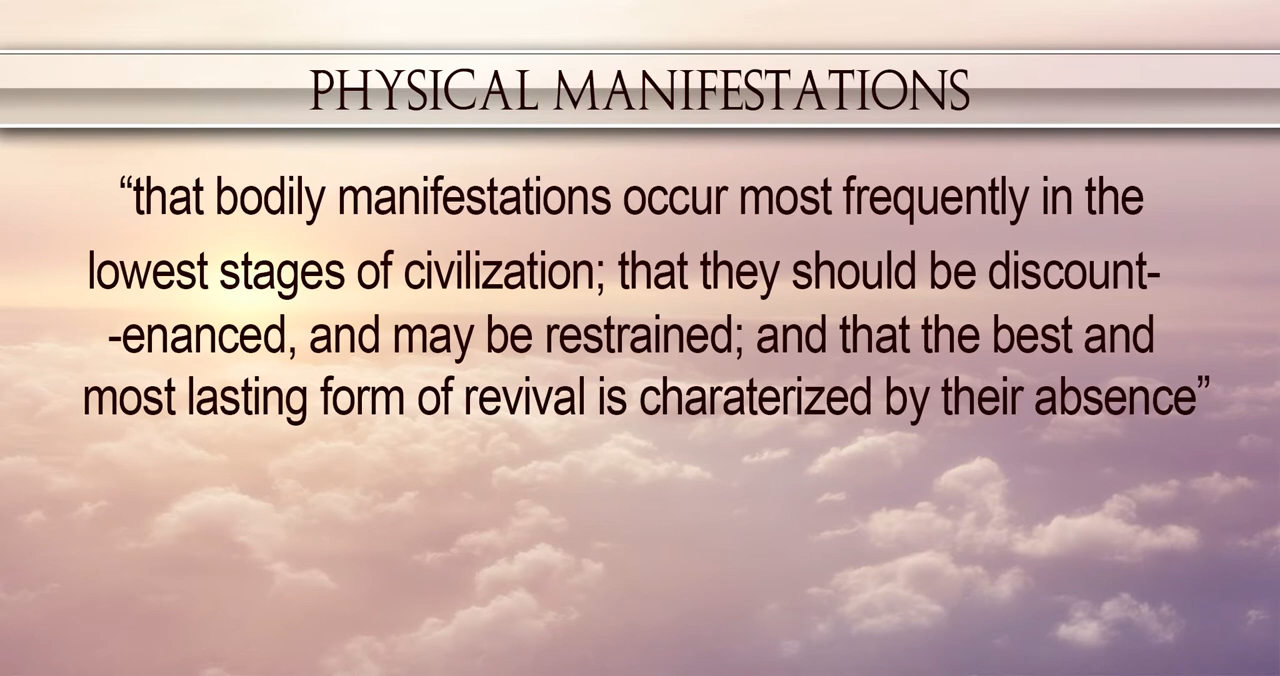 PHYSICAL MANIFESTATIONS
“that bodily manifestations occur most frequently in the
lowest stages of civilization; that they should be discount-
-enanced, and may be restrained; and that the best and
most lasting form of revival is charaterized by their absence”